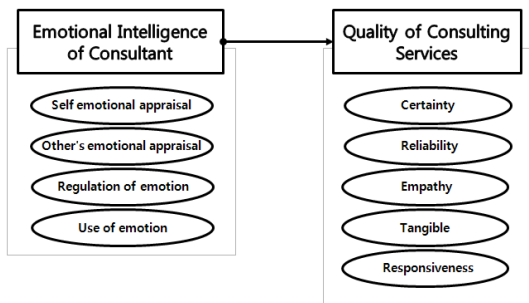 Emotional Intelligence
of Consultant
Self emotional appraisal
Other's emotional appraisal
Regulation of emotion
Use of emotion
Quality of Consulting
Services
Certainty
Reliability
Empathy
Tangible
Responsiveness